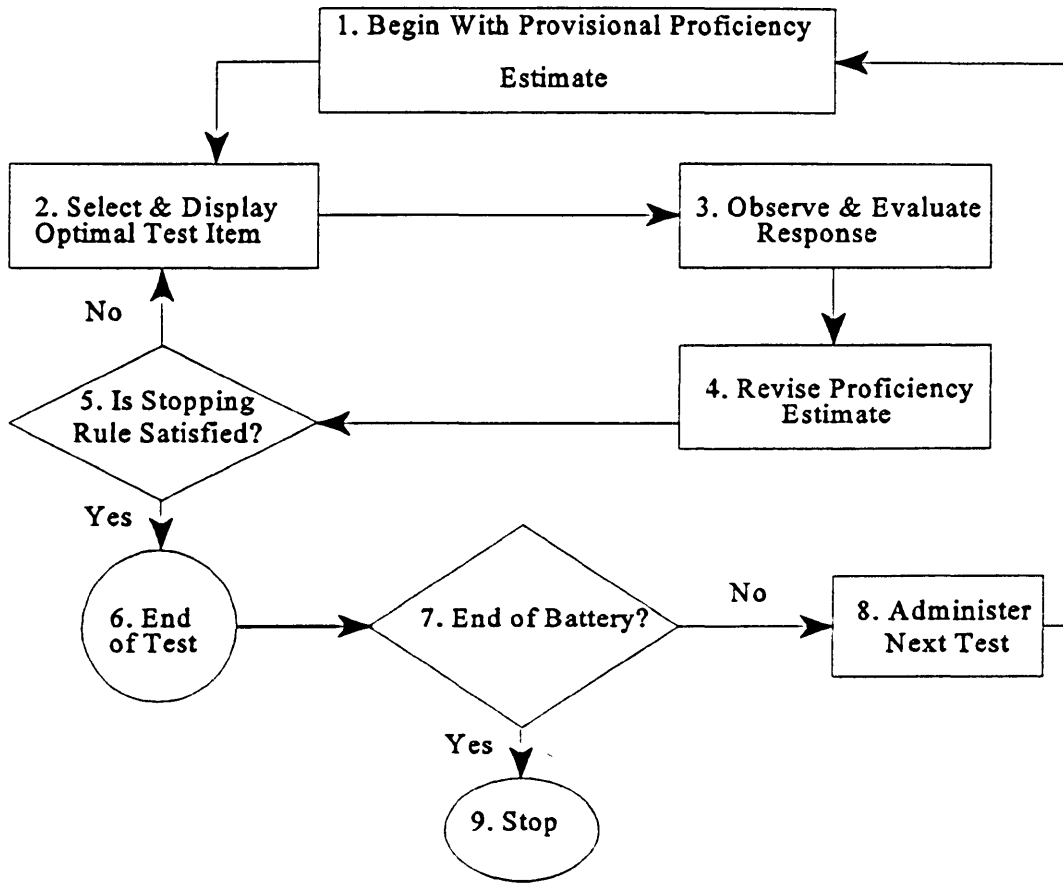 1. Begin With Provisional Proficiency
Estimate
2. Select & Display
Optimal Test Item
3. Observe & Evaluate
Response
No
4. Revise Proficiency
Estimate
5. Is Stopping
Rule Satisfied?
Yes
6. End
of Test
7. End of Battery?
No
8. Administer
Next Test
Yes
9. Stop